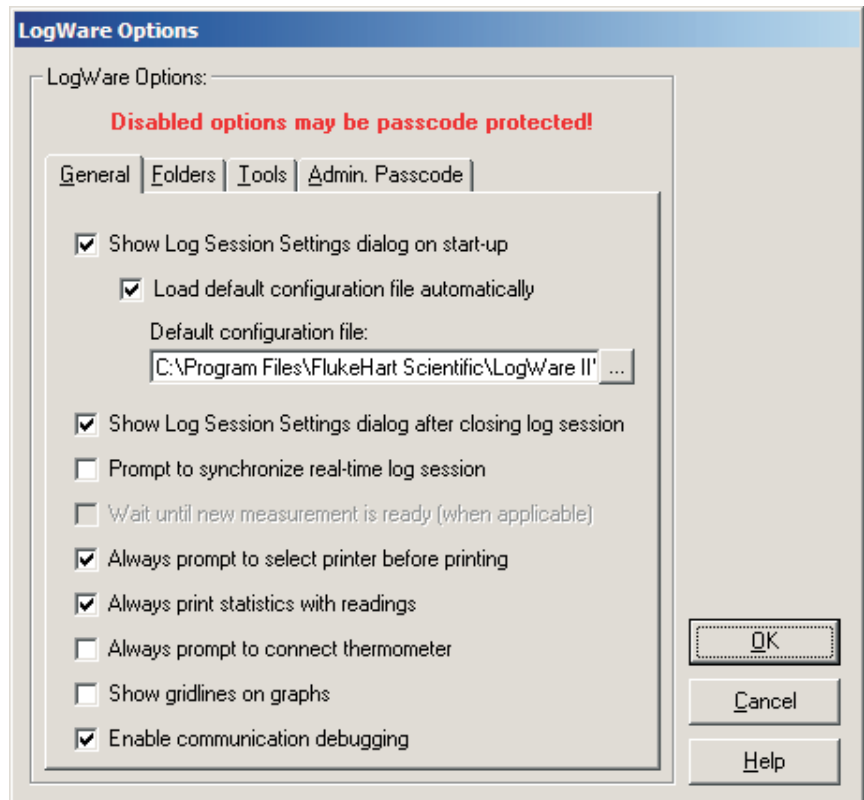 LogWare Options
LogWare Options:
Disabled options may be passcode protected!
General Folders Tools Admin. Passcode
Show Log Session Settings dialog on start-up
Load default configuration file automatically
Default configuration file:
C:\Program Files\FlukeHart Scientific\LogWare II' ...
Show Log Session Settings dialog after closing log session
Prompt to synchronize real-time log session
Wait until new measurement is ready (when applicable)
Always prompt to select printer before printing
Always print statistics with readings
Always prompt to connect thermometer
Show gridlines on graphs
Enable communication debugging
OK
Cancel
Help